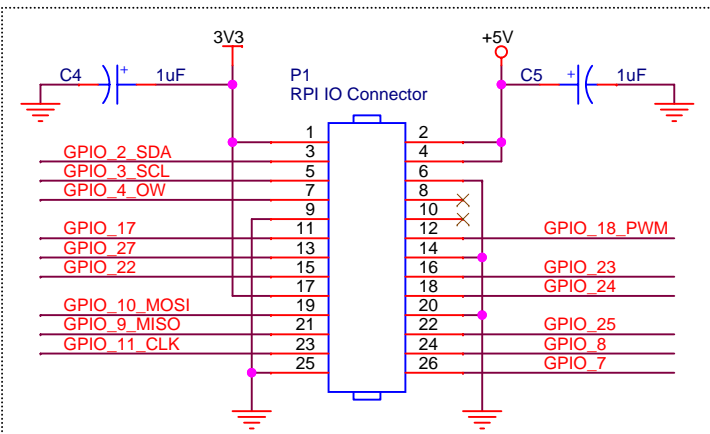 3V3
+5V
C4
+
1uF
P1
C5
+
1uF
RPI IO Connector
1
2
GPIO_2_SDA
3
4
GPIO_3_SCL
5
6
GPIO_4_OW
7
8
9
10
GPIO_17
11
12
GPIO_18_PWM
GPIO_27
13
14
GPIO_22
15
16
GPIO_23
17
18
GPIO_24
GPIO_10_MOSI
19
20
GPIO_9_MISO
21
22
GPIO_25
GPIO_11_CLK
23
24
GPIO_8
25
26
GPIO_7